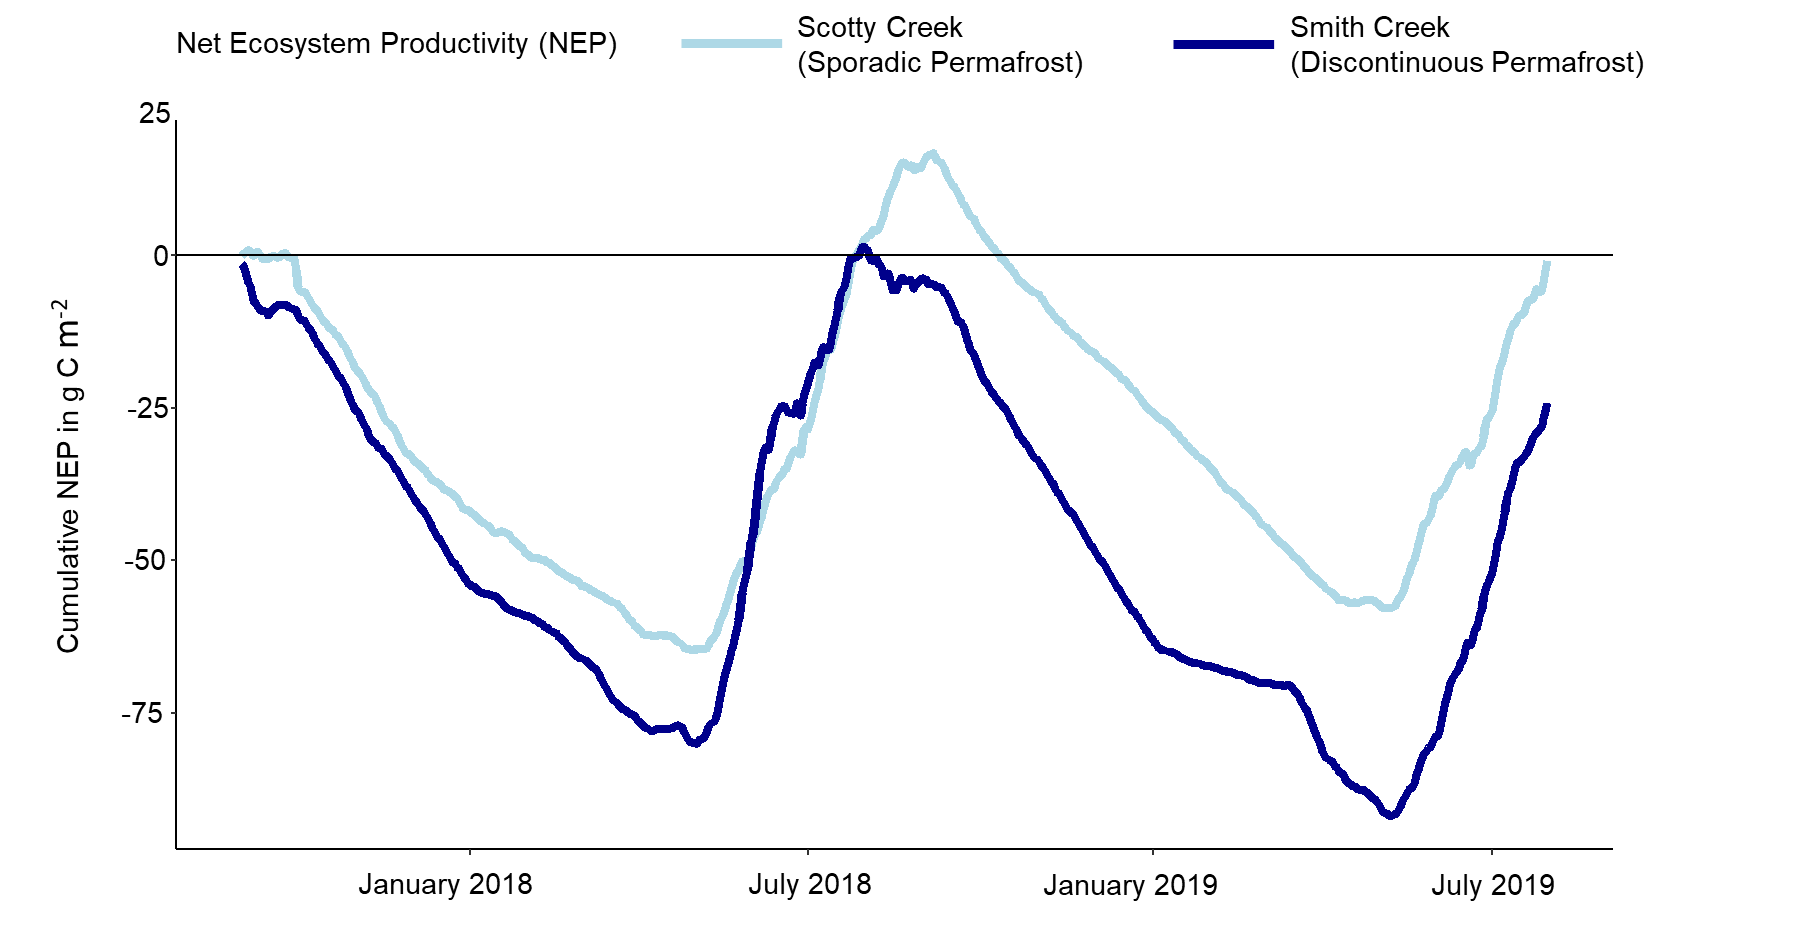 Net Ecosystem Productivity (NEP)
Scotty Creek
(Sporadic Permafrost)
Smith Creek
(Discontinuous Permafrost)
25
0
-25
-50
-75
Cumulative NEP in g C m⁻²
January 2018
July 2018
January 2019
July 2019